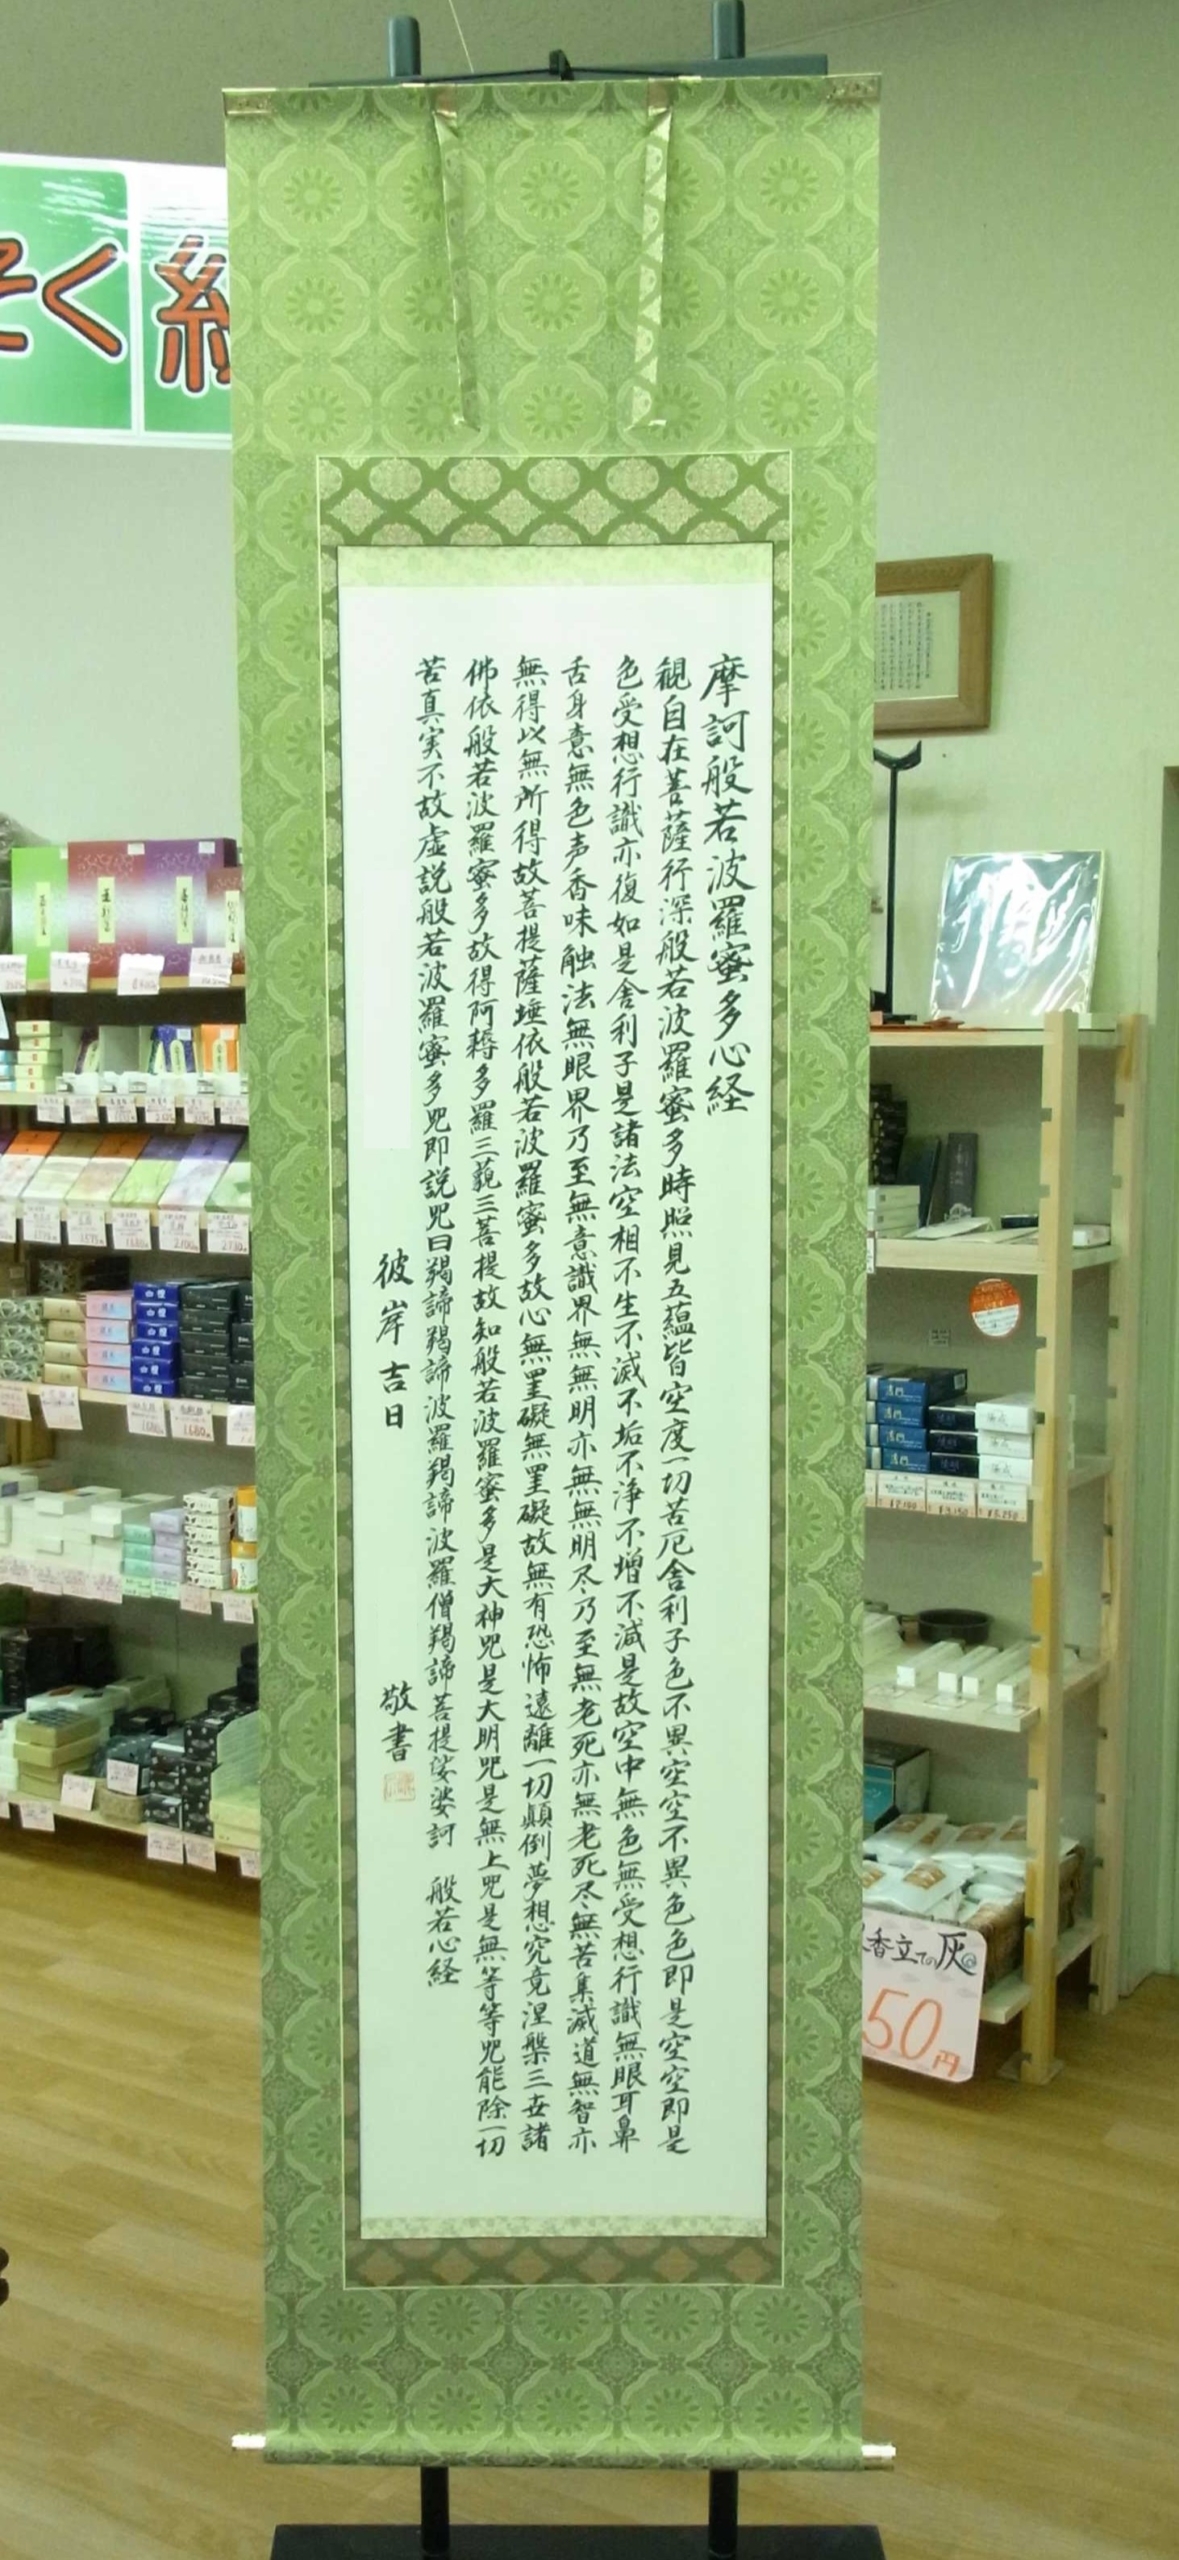 摩訶般若波羅蜜多心経
観自在菩薩行深般若波羅蜜多時照見五蘊皆空度一切苦厄舎利子色不異空空不異色色即是空空即是
色受想行識亦復如是舎利子是諸法空相不生不滅不垢不浄不増不減是故空中無色無受想行識無眼耳鼻
舌身意無色声香味触法無眼界乃至無意識界無無明亦無無明尽乃至無老死亦無老死尽無苦集滅道無智亦
無得以無所得故菩提薩埵依般若波羅蜜多故心無罣礙無罣礙故無有恐怖遠離一切顛倒夢想究竟涅槃三世諸
佛依般若波羅蜜多故得阿耨多羅三藐三菩提故知般若波羅蜜多是大神咒是大明咒是無上咒是無等等咒能除一切
苦真実不故虚説般若波羅蜜多咒即説咒曰羯諦羯諦波羅羯諦波羅僧羯諦菩提娑婆訶 般若心経
彼岸吉日
敬書
そく
香立ての灰
50円